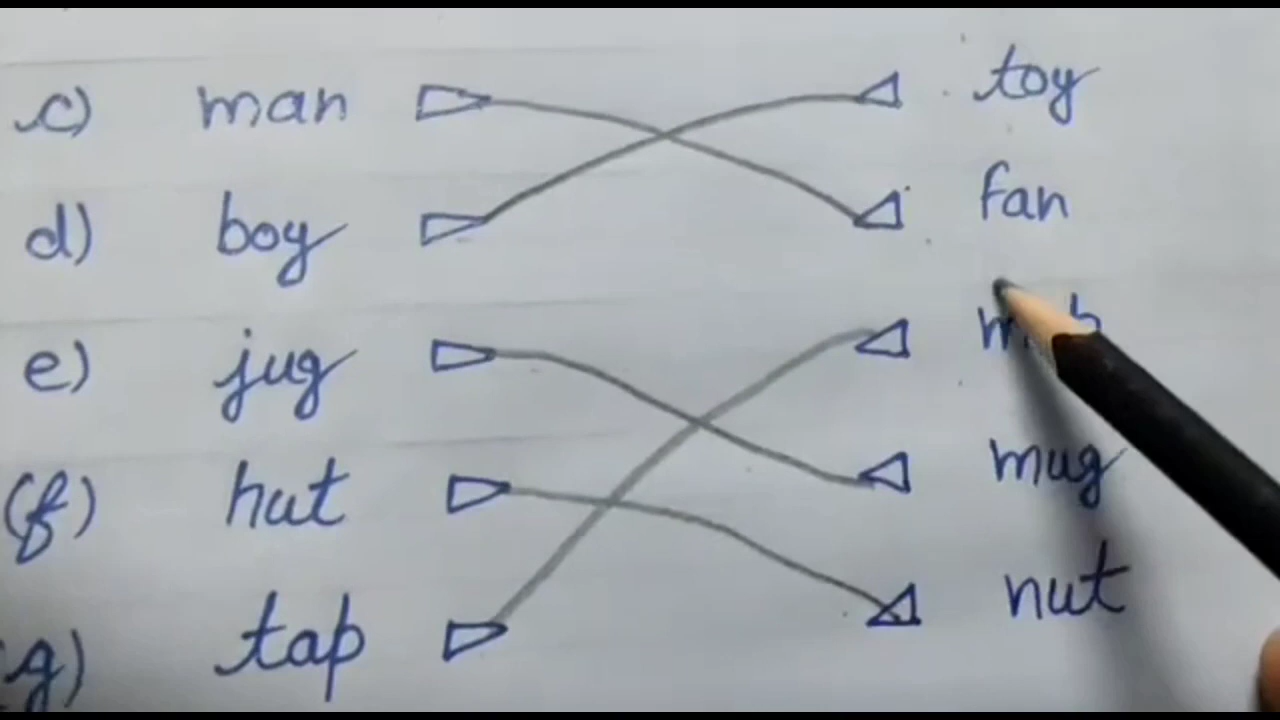 c) man toy
d) boy fan
e) jug
(f) hut mug
g) tap nut